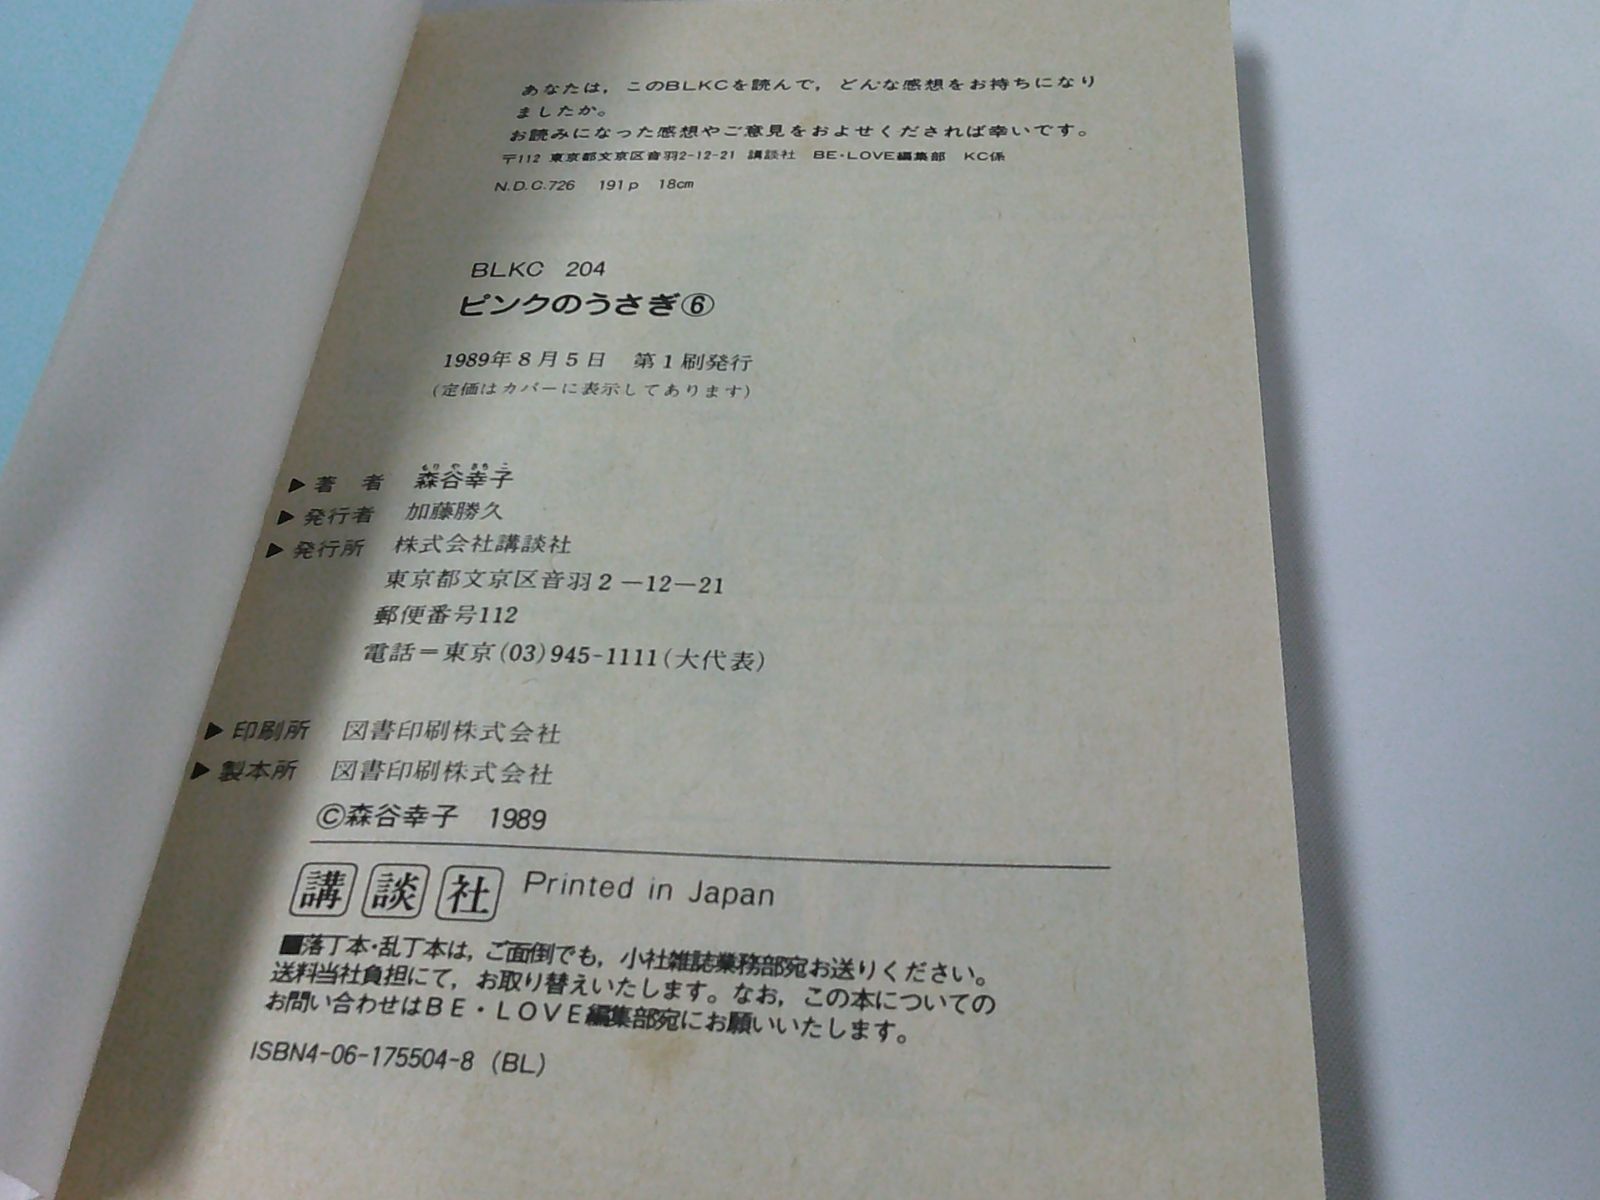 あなたは，このBLKCを読んで，どんな感想をお持ちになり
ましたか。
お読みになった感想やご意見をおよせくだされば幸いです。
〒112 東京都文京区音羽2-12-21 講談社 BE・LOVE編集部 KC係
N.D.C.726 191p 18cm
BLKC 204
ピンクのうさぎ⑥
1989年8月5日 第1刷発行
(定価はカバーに表示してあります)
もりやさちこ
▶著者 森谷幸子
▶発行者 加藤勝久
▶発行所 株式会社講談社
東京都文京区音羽2-12-21
郵便番号112
電話＝東京(03)945-1111(大代表)
▶印刷所 図書印刷株式会社
▶製本所 図書印刷株式会社
©森谷幸子 1989
講談社 Printed in Japan
■落丁本・乱丁本は，ご面倒でも，小社雑誌業務部宛お送りください。
送料当社負担にて，お取り替えいたします。なお，この本についての
お問い合わせはBE・LOVE編集部宛にお願いいたします。
ISBN4-06-175504-8 (BL)